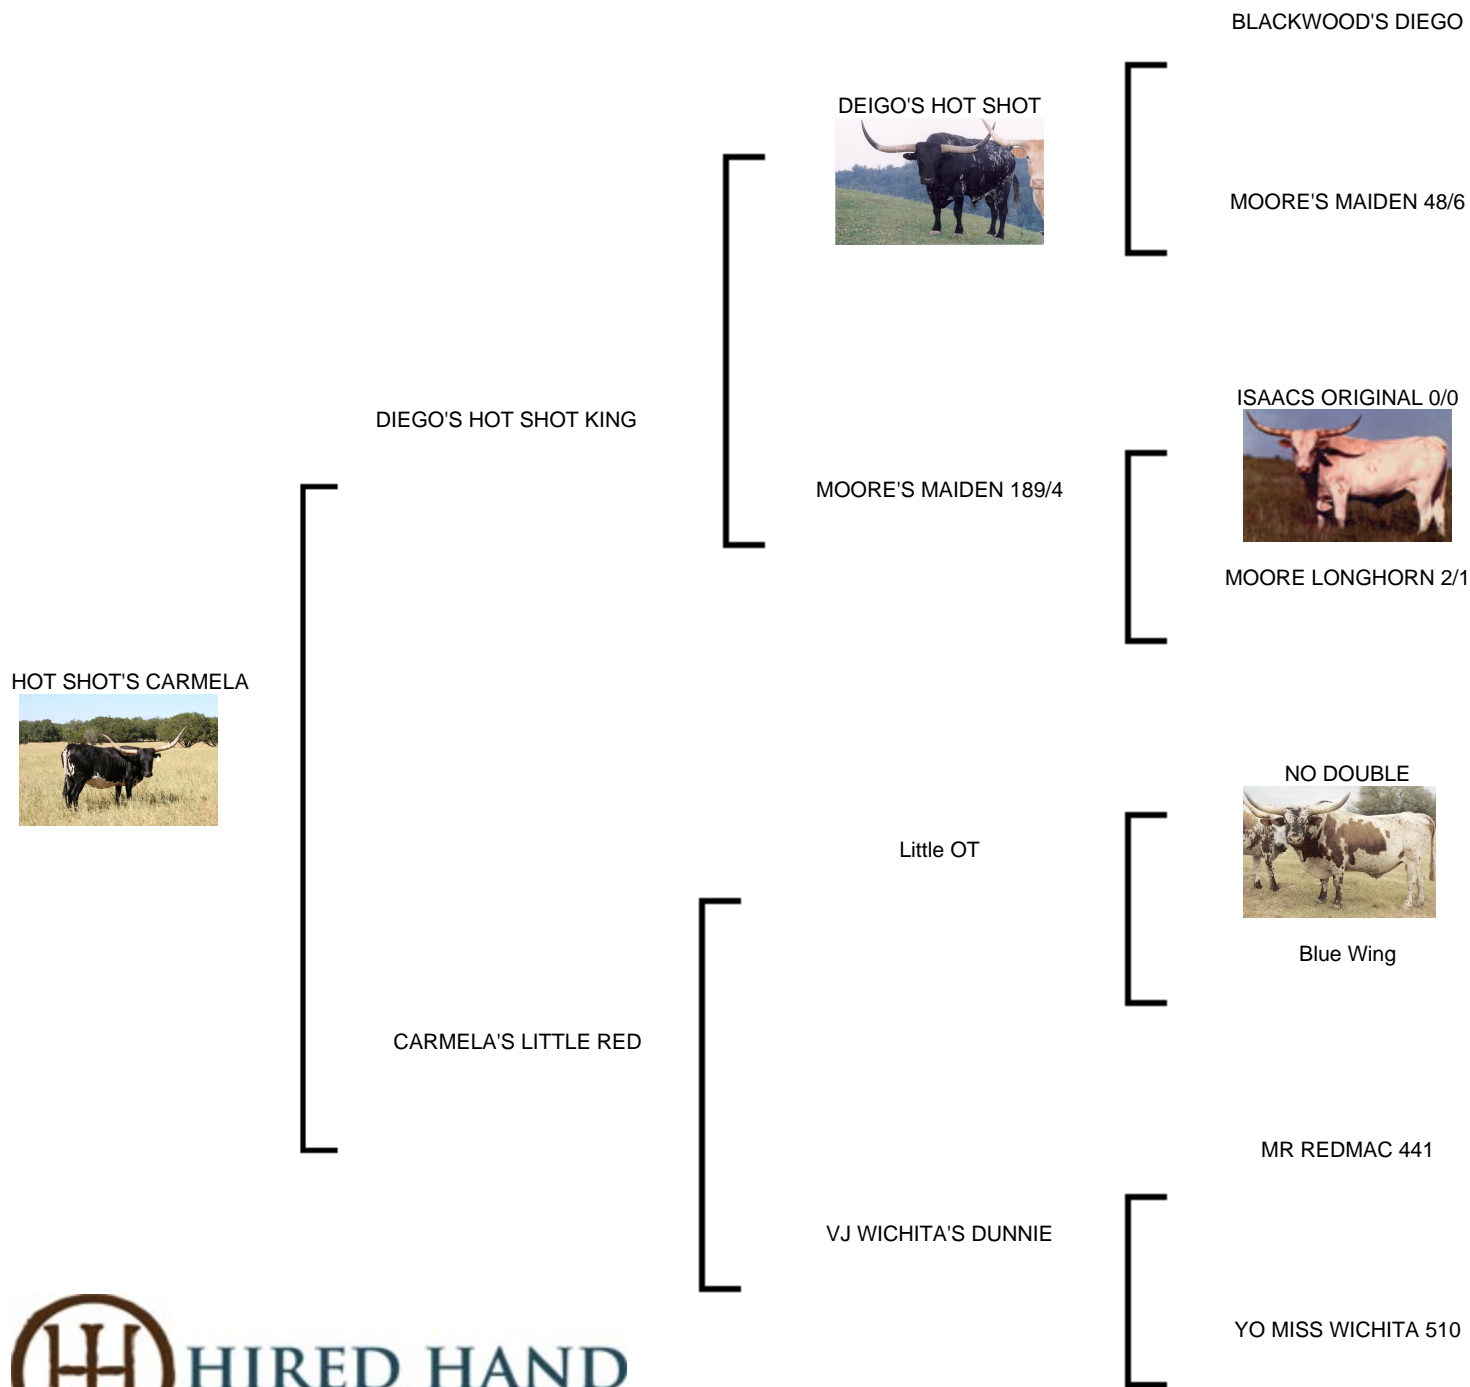 BLACKWOOD'S DIEGO
DEIGO'S HOT SHOT
MOORE'S MAIDEN 48/6
ISAACS ORIGINAL 0/0
DIEGO'S HOT SHOT KING
MOORE'S MAIDEN 189/4
MOORE LONGHORN 2/1
HOT SHOT'S CARMELA
NO DOUBLE
Little OT
Blue Wing
CARMELA'S LITTLE RED
MR REDMAC 441
VJ WICHITA'S DUNNIE
YO MISS WICHITA 510
HIRED HAND